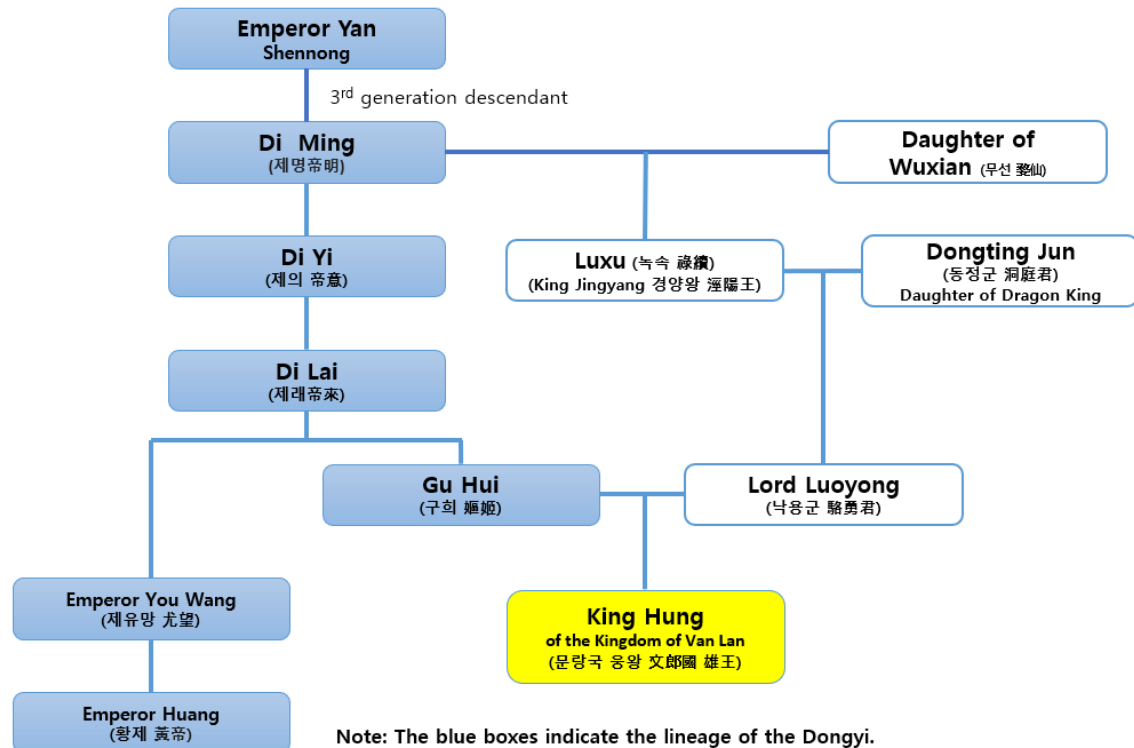 Emperor Yan
Shennong
3rd generation descendant
Di Ming
(제명帝明)
Daughter of
Wuxian (무선 婺仙)
Di Yi
(제의 帝意)
Luxu (녹속 祿續)
(King Jingyang 경양왕 涇陽王)
Dongting Jun
(동정군 洞庭君)
Daughter of Dragon King
Di Lai
(제래帝來)
Gu Hui
(구희 嫗姬)
Lord Luoyong
(낙용군 駱勇君)
Emperor You Wang
(제유망 尤望)
King Hung
of the Kingdom of Van Lan
(문랑국 웅왕 文郎國 雄王)
Emperor Huang
(황제 黃帝)
Note: The blue boxes indicate the lineage of the Dongyi.